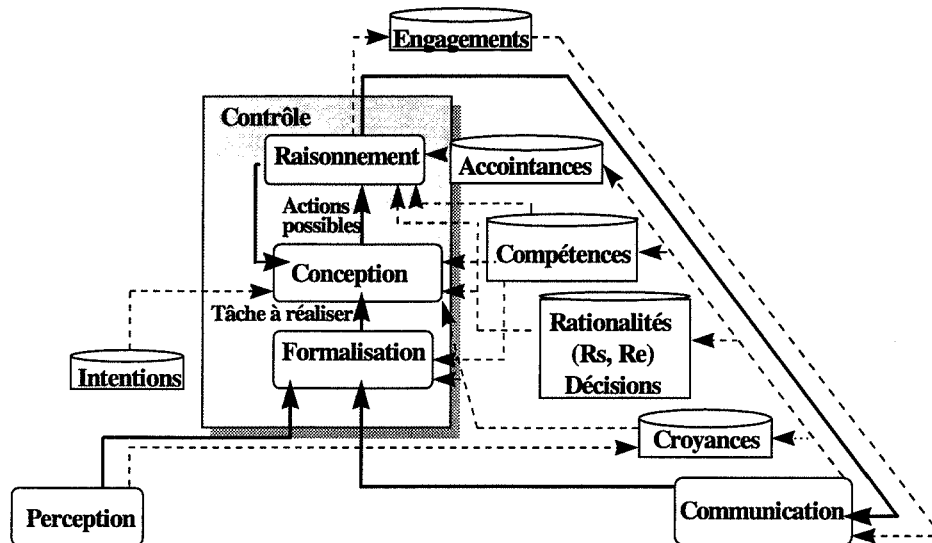 Engagements
Contrôle
Raisonnement
Accointances
Actions
possibles
Compétences
Conception
Tâche à réaliser
Rationalités
(Rs, Re)
Décisions
Formalisation
Intentions
Croyances
Perception
Communication